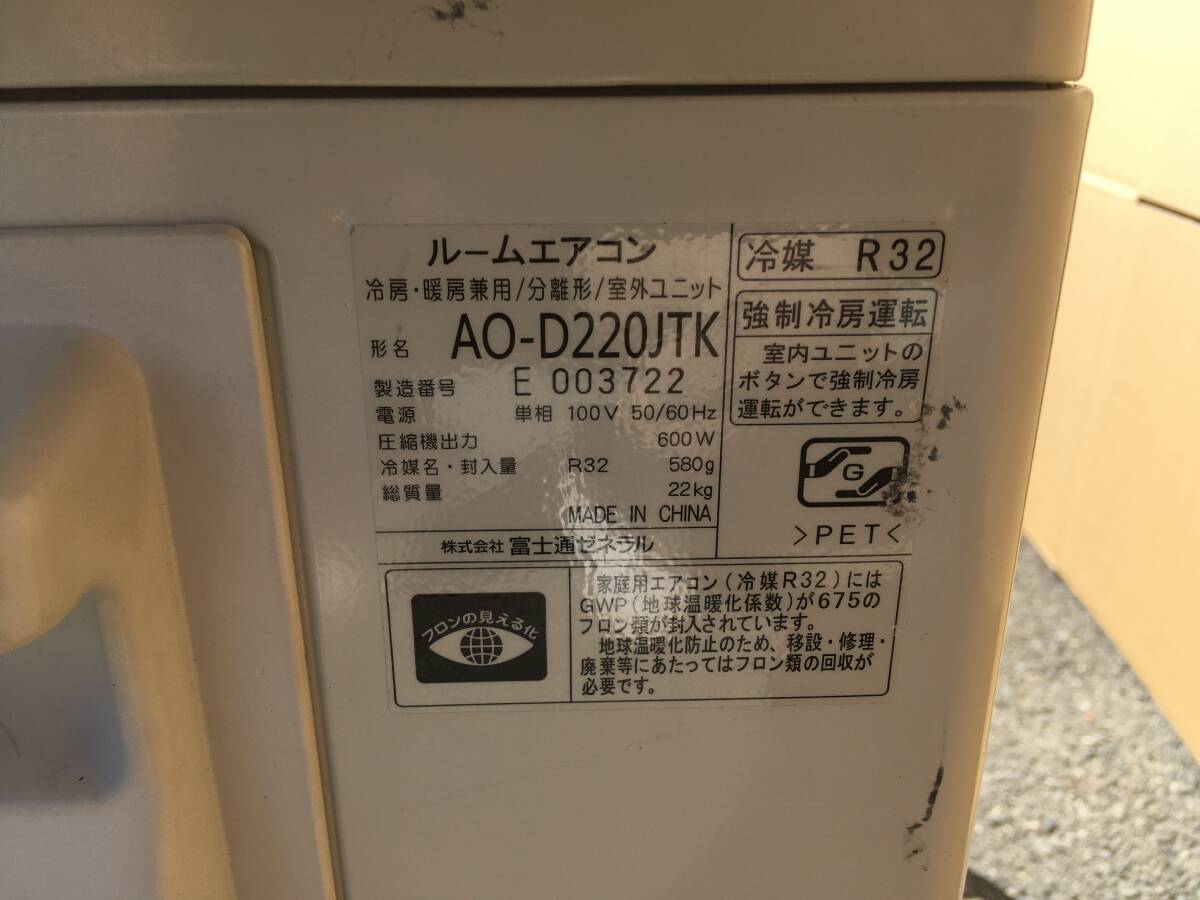 ルームエアコン
冷房・暖房兼用/分離形/室外ユニット
形名 AO-D220JTK
製造番号 E 003722
電源 単相 100V 50/60Hz
圧縮機出力 600W
冷媒名・封入量 R32 580g
総質量 22kg
MADE IN CHINA
株式会社 富士通ゼネラル
冷媒 R32
強制冷房運転
室内ユニットの
ボタンで強制冷房
運転ができます。
G
>PET<
フロンの見える化
家庭用エアコン(冷媒R32)には
GWP(地球温暖化係数)が675の
フロン類が封入されています。
地球温暖化防止のため、移設・修理・
廃棄等にあたってはフロン類の回収が
必要です。